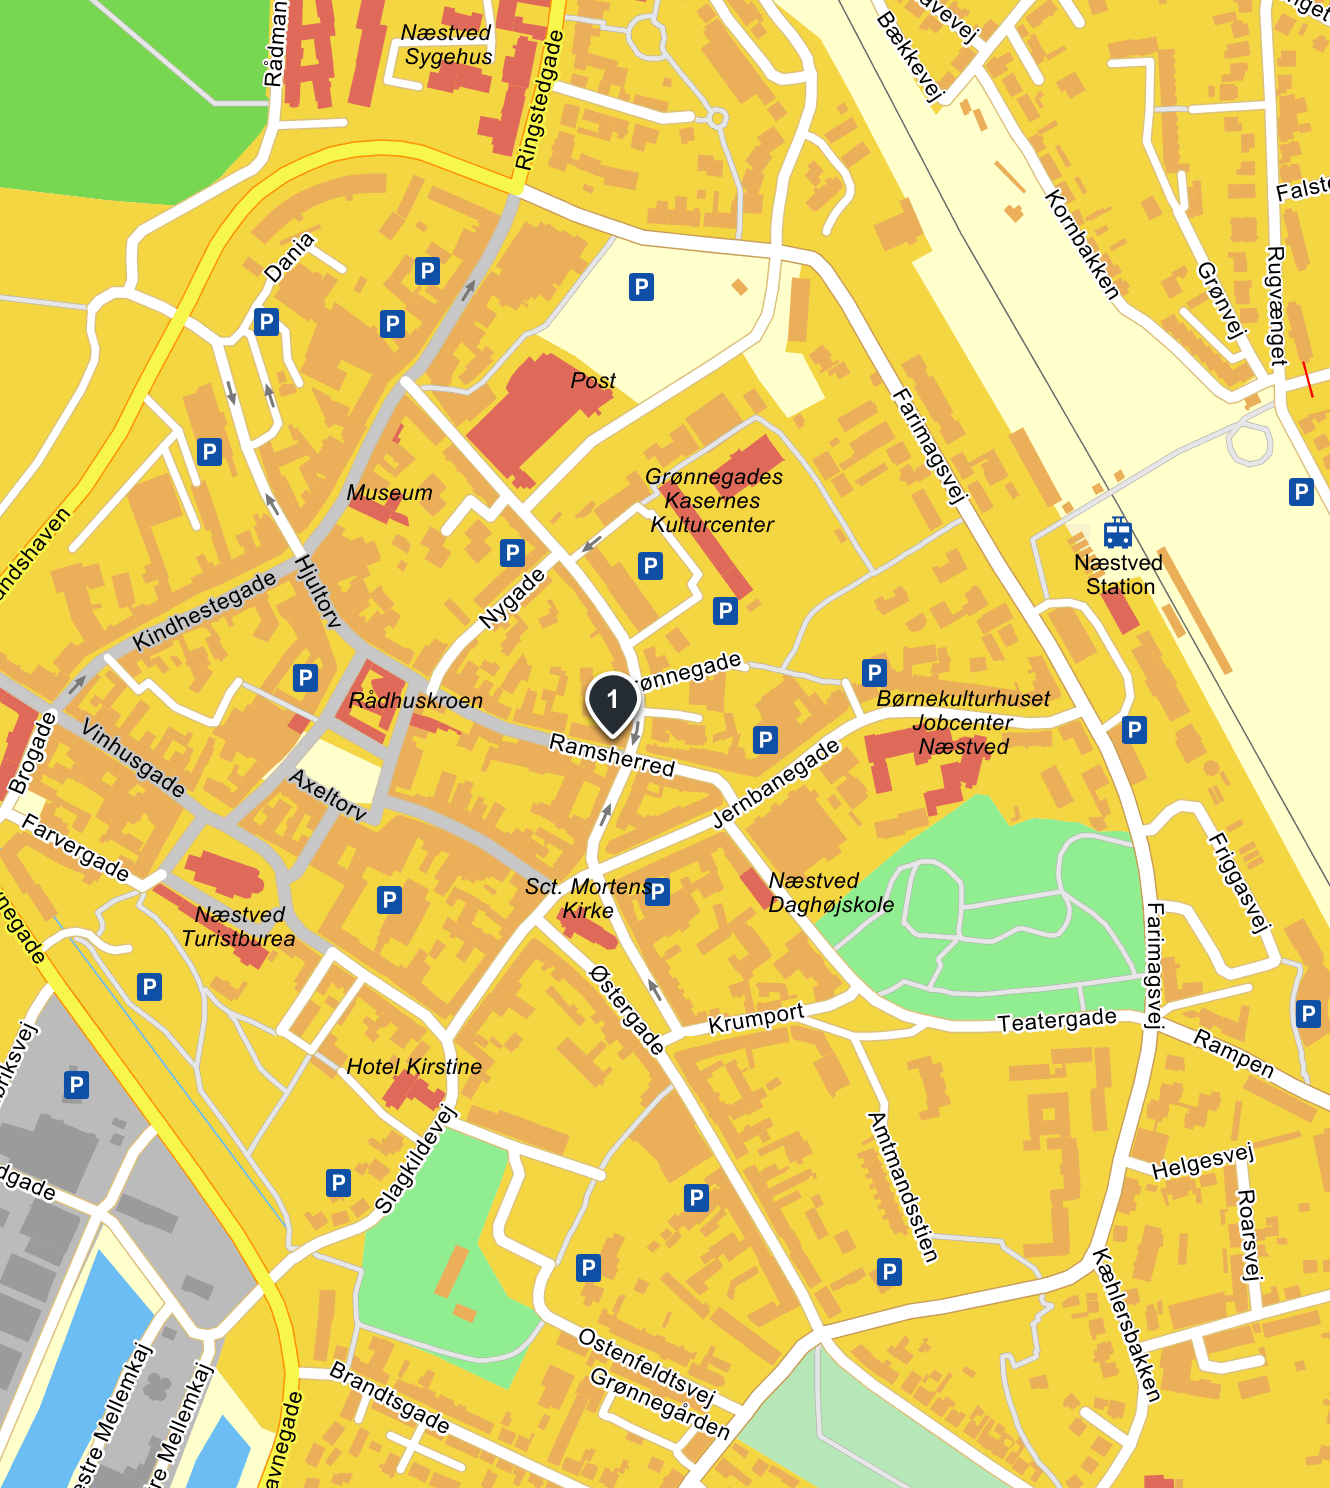 Rådman
Næstved
Sygehus
Ringstedgade
Bækkevej
avevej
nget
Kornbakken
Grønvej
Rugvænget
Falste
Dania
P
P
P
P
P
Post
Museum
Grønnegades
Kasernes
Kulturcenter
Farimagsvej
P
Næstved
Station
P
P
P
ndshaven
Kindhestegade
Hjultorv
Nygade
P
Rådhuskroen
1
ønnegade
P
Børnekulturhuset
Jobcenter
Næstved
P
P
Ramsherred
Jernbanegade
Brogade
Vinhusgade
Axeltorv
Farvergade
Sct. Mortens
Kirke
P
P
Næstved
Daghøjskole
Friggasvej
Næstved
Turistburea
P
negade
Østergade
Krumport
Teatergade
Farimagsvej
Rampen
P
briksvej
P
Hotel Kirstine
Slagkildevej
P
P
P
P
Amtmandsstien
Helgesvej
Roarsvej
Kæhlersbakken
dgade
Ostenfeldtsvej
Grønnegården
Brandtsgade
avnegade
estre Mellemkaj
re Mellemkaj